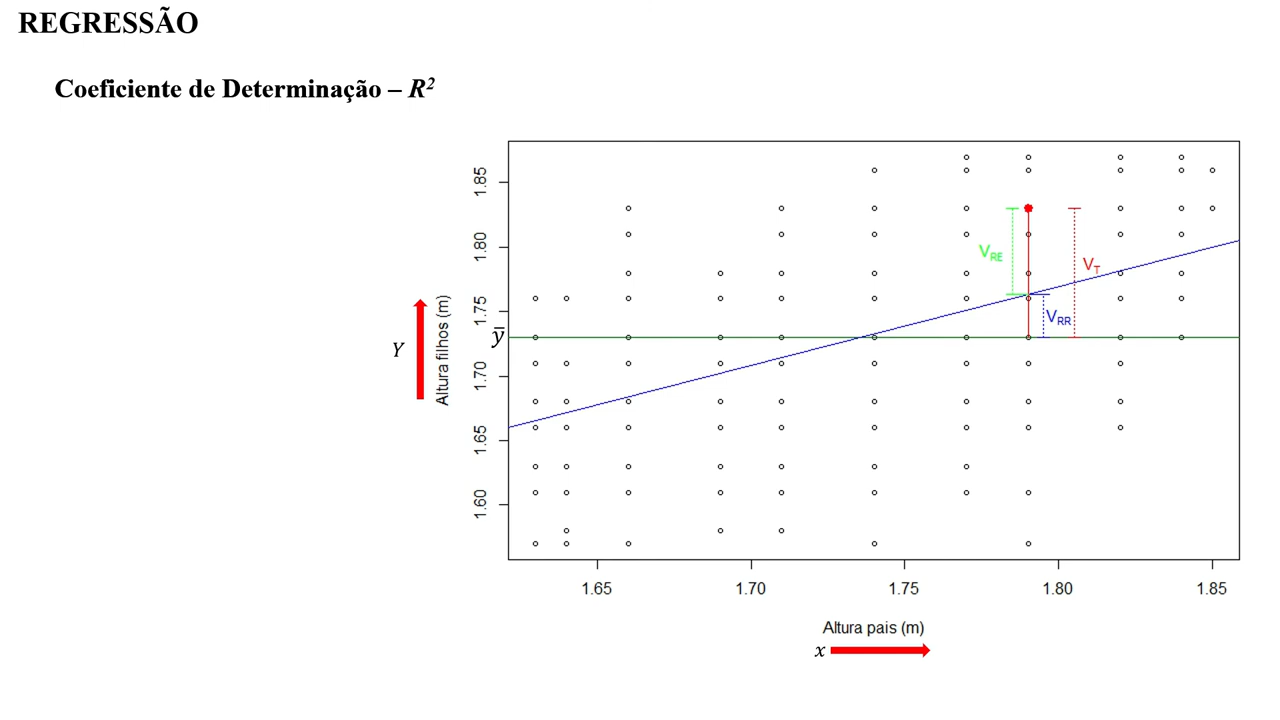 REGRESSÃO
Coeficiente de Determinação – R²
1.85
1.80
1.75
1.70
1.65
1.60
Altura filhos (m)
Y
ȳ
V_RE
V_T
V_RR
1.65 1.70 1.75 1.80 1.85
Altura pais (m)
x